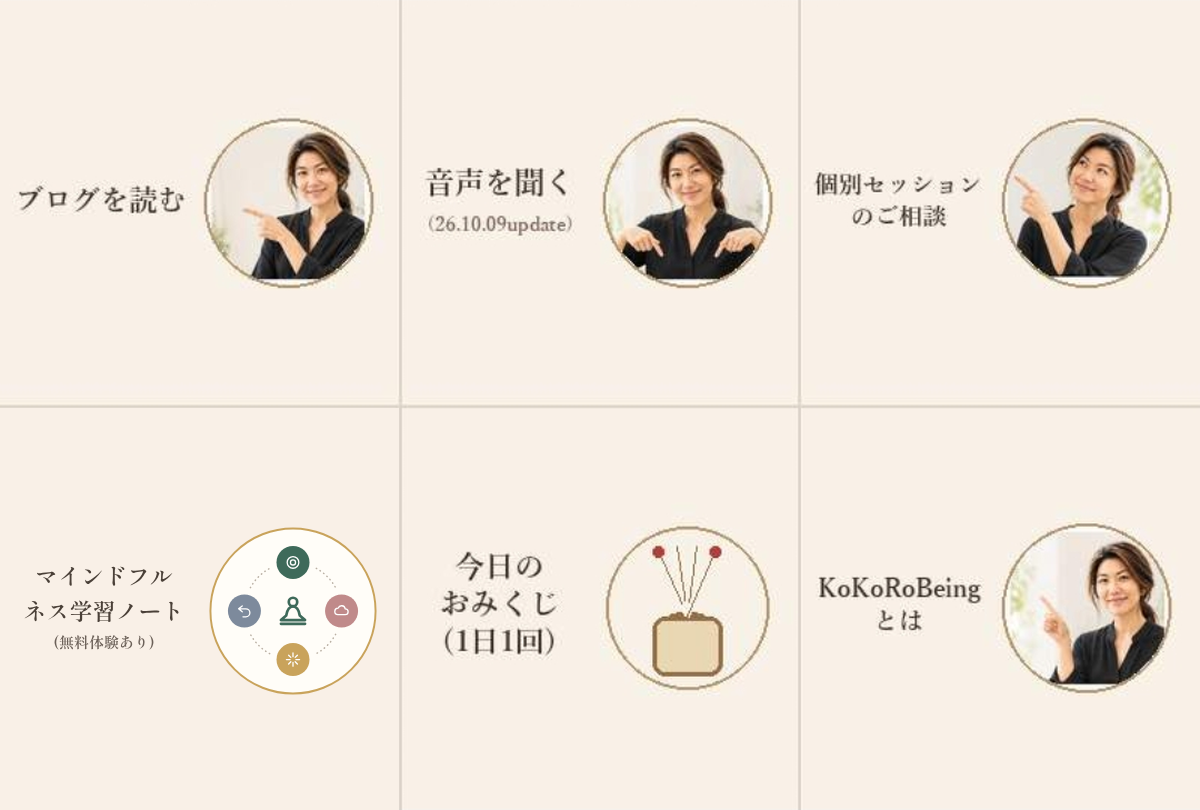 ブログを読む
音声を聞く
（26.10.09update）
個別セッション
のご相談
マインドフル
ネス学習ノート
(無料体験あり)
今日の
おみくじ
（1日1回）
KoKoRoBeing
とは